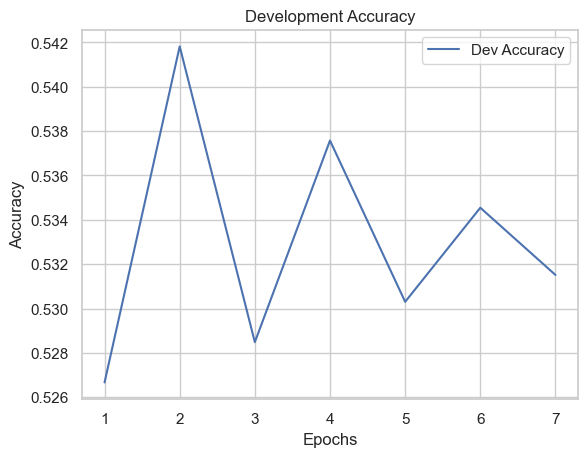 Development Accuracy
Dev Accuracy
0.542
0.540
0.538
0.536
0.534
0.532
0.530
0.528
0.526
Accuracy
1 2 3 4 5 6 7
Epochs